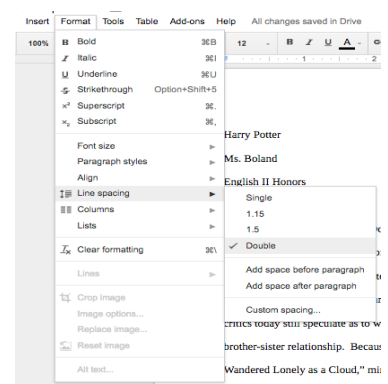 Insert Format Tools Table Add-ons Help All changes saved in Drive
100% B Bold ⌘B 12 B I U A
I Italic ⌘I 1 2
U Underline ⌘U
S Strikethrough Option+Shift+5
x² Superscript ⌘.
x₂ Subscript ⌘,
Harry Potter
Font size
Paragraph styles Ms. Boland
Align English II Honors
Line spacing Single
Columns 1.15
Lists 1.5
Clear formatting ⌘\ Double
Lines Add space before paragraph
Add space after paragraph
Crop image
Image options... Custom spacing...
Replace image... critics today still speculate as to w
Reset image brother-sister relationship. Becaus
Alt text... Wandered Lonely as a Cloud,” mi